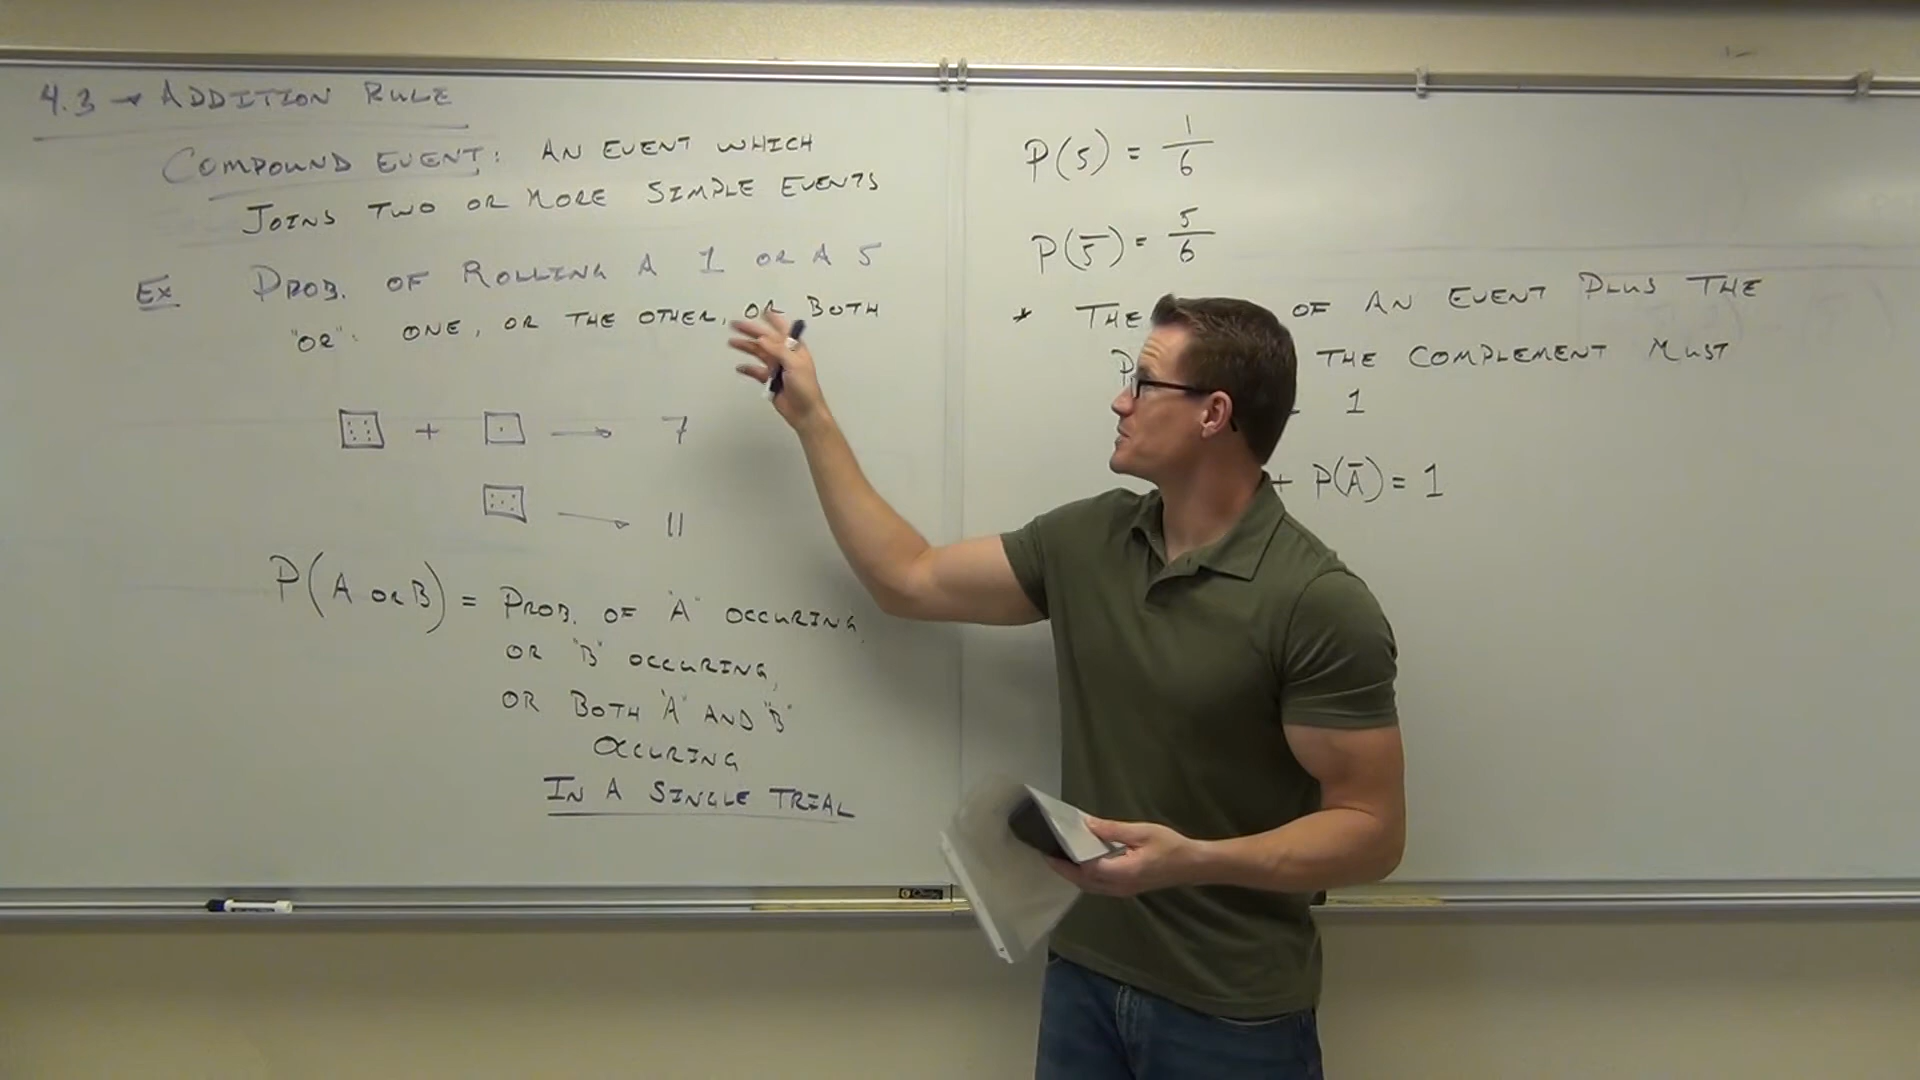 4.3 → ADDITION RULE
COMPOUND EVENT: AN EVENT WHICH
JOINS TWO OR MORE SIMPLE EVENTS
EX PROB. OF ROLLING A 1 OR A 5
"OR": ONE, OR THE OTHER, OR BOTH
+ → 7
→ 11
P(A OR B) = PROB. OF "A" OCCURING
OR "B" OCCURING,
OR BOTH "A" AND "B"
OCCURING
IN A SINGLE TRIAL
P(5) = 1/6
P(5̅) = 5/6
* THE OF AN EVENT PLUS THE
THE COMPLEMENT MUST
1
+ P(A̅) = 1